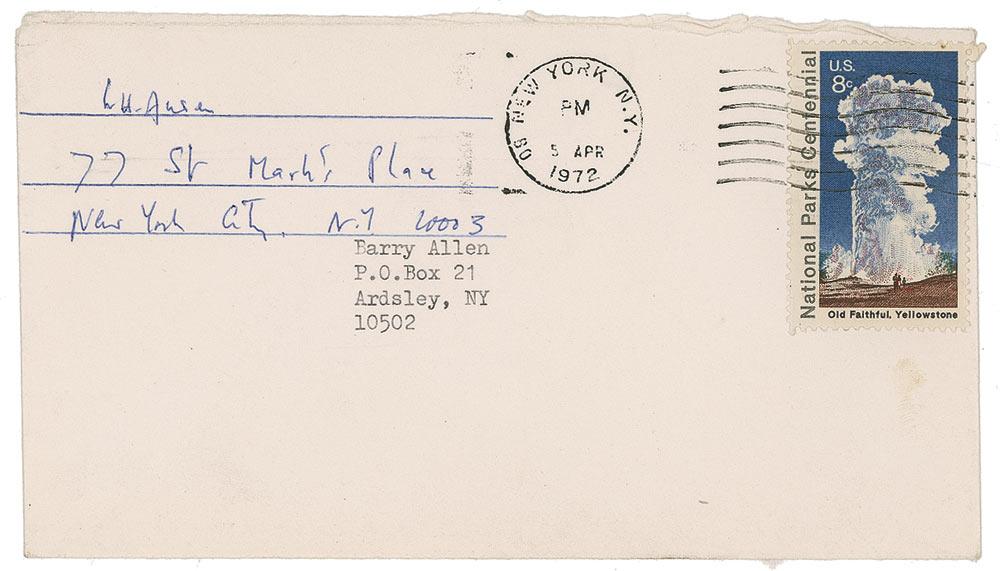 WH. Auden
77 St Mark's Place
New York City, N.Y 10003
Barry Allen
P.O.Box 21
Ardsley, NY
10502
NEW YORK N.Y. 
PM
5 APR
1972
U.S.
8c
National Parks Centennial
Old Faithful, Yellowstone